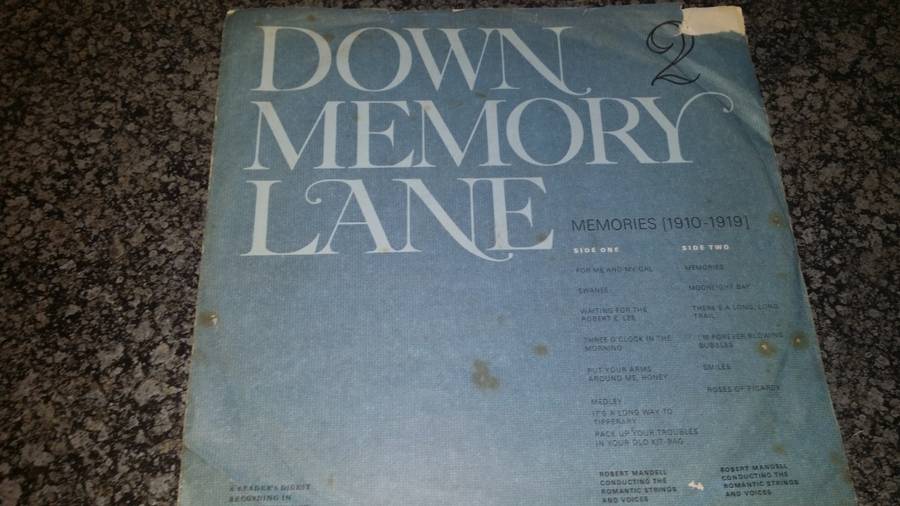 DOWN
MEMORY
LANE
2
MEMORIES [1910-1919]
SIDE ONE
FOR ME AND MY GAL
SWANEE
WAITING FOR THE
ROBERT E. LEE
THREE O'CLOCK IN THE
MORNING
PUT YOUR ARMS
AROUND ME, HONEY
MEDLEY
IT'S A LONG WAY TO
TIPPERARY
PACK UP YOUR TROUBLES
IN YOUR OLD KIT-BAG
ROBERT MANDELL
CONDUCTING THE
ROMANTIC STRINGS
AND VOICES
SIDE TWO
MEMORIES
MOONLIGHT BAY
THERE'S A LONG, LONG
TRAIL
I'M FOREVER BLOWING
BUBBLES
SMILES
ROSES OF PICARDY
ROBERT MANDELL
CONDUCTING THE
ROMANTIC STRINGS
AND VOICES
A READER'S DIGEST
RECORDING IN